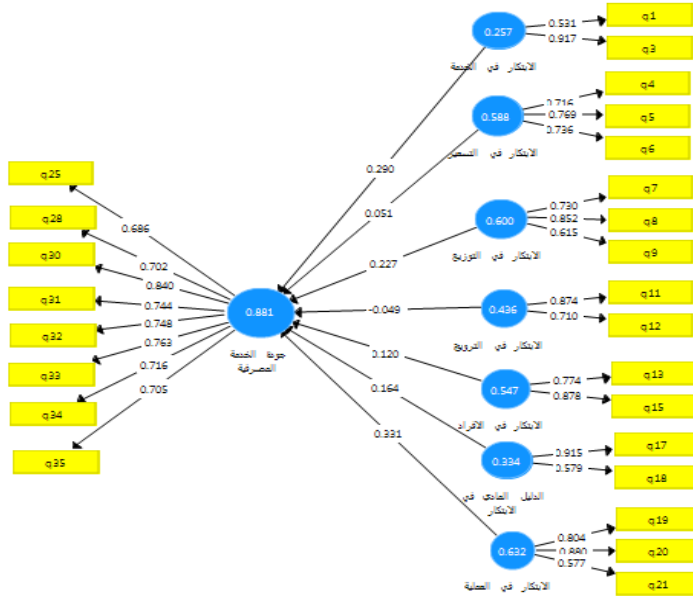 q1
0.531
0.257
0.917
q3
الابتكار في الخدمة
q4
0.716
0.588
0.769
q5
0.736
q6
الابتكار في التسعير
q25
0.290
0.686
0.051
q7
0.730
q28
0.600
0.852
q8
0.615
q9
0.702
q30
0.227
الابتكار في التوزيع
0.840
q31
0.744
0.881
-0.049
0.436
0.874
q11
0.710
q12
q32
0.748
الابتكار في الترويج
q33
0.763
جودة الخدمة
المصرفية
0.120
q13
0.774
0.547
0.878
q15
q34
0.716
0.164
الابتكار في الافراد
0.705
q35
0.331
0.334
0.915
q17
0.579
q18
الدليل المادي في
الابتكار
q19
0.804
0.632
0.880
q20
0.577
q21
الابتكار في العملية